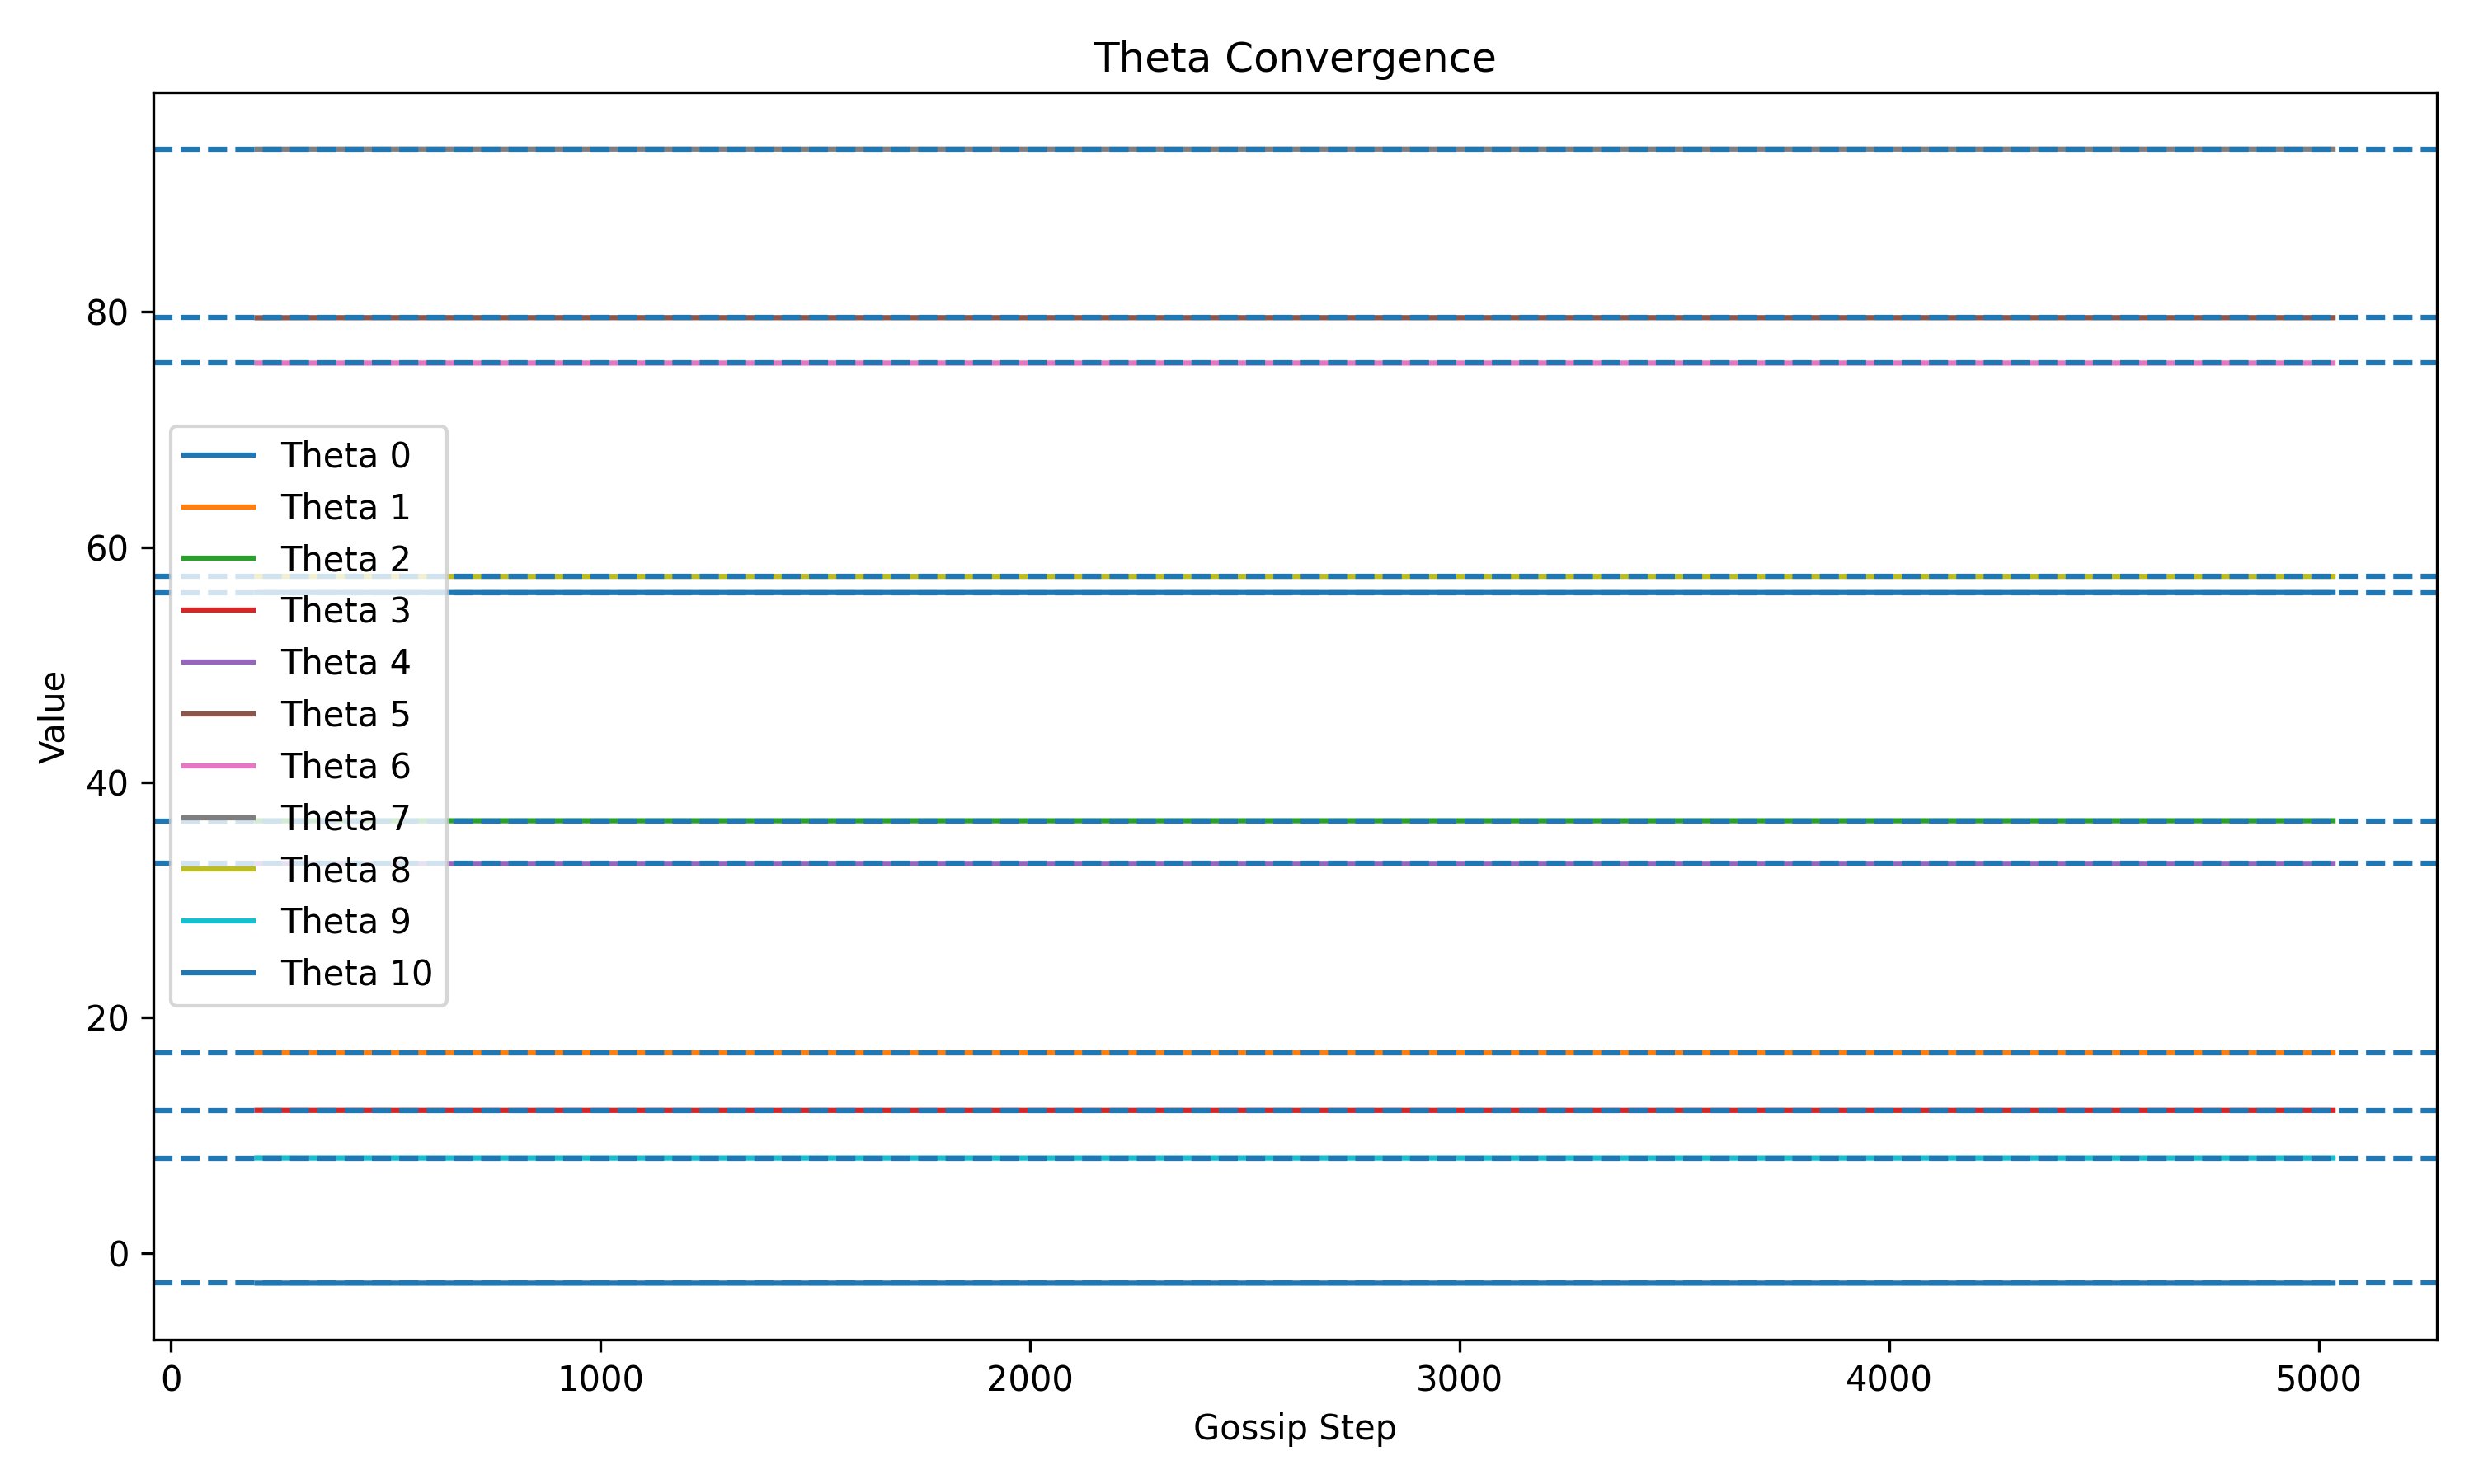 Theta Convergence
80
60
40
20
0
Value
Theta 0
Theta 1
Theta 2
Theta 3
Theta 4
Theta 5
Theta 6
Theta 7
Theta 8
Theta 9
Theta 10
0 1000 2000 3000 4000 5000
Gossip Step